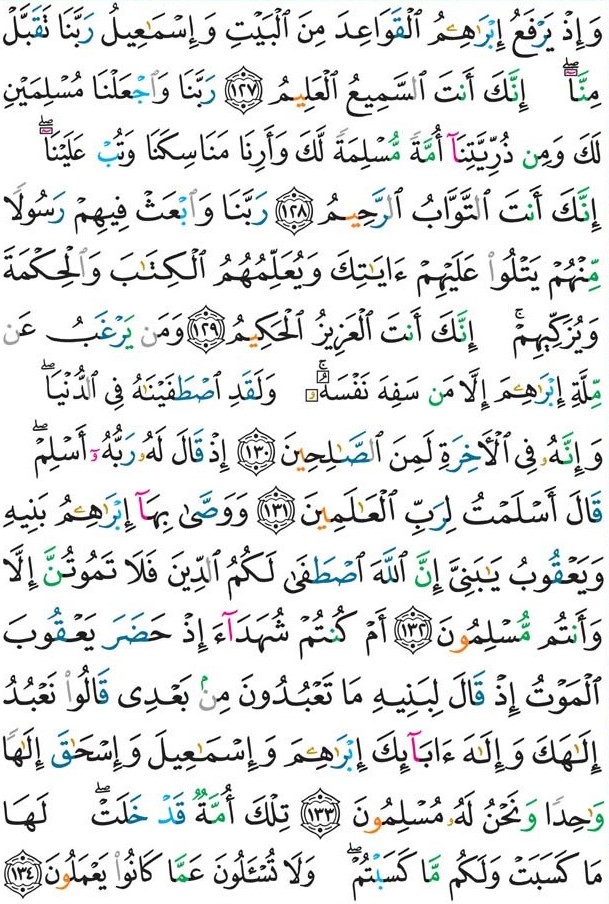 وَإِذْ يَرْفَعُ إِبْرَٰهِـۧمُ ٱلْقَوَاعِدَ مِنَ ٱلْبَيْتِ وَإِسْمَـٰعِيلُ رَبَّنَا تَقَبَّلْ
مِنَّآۖ إِنَّكَ أَنتَ ٱلسَّمِيعُ ٱلْعَلِيمُ ١٢٧ رَبَّنَا وَٱجْعَلْنَا مُسْلِمَيْنِ
لَكَ وَمِن ذُرِّيَّتِنَآ أُمَّةً مُّسْلِمَةً لَّكَ وَأَرِنَا مَنَاسِكَنَا وَتُبْ عَلَيْنَآۖ
إِنَّكَ أَنتَ ٱلتَّوَّابُ ٱلرَّحِيمُ ١٢٨ رَبَّنَا وَٱبْعَثْ فِيهِمْ رَسُولًا
مِّنْهُمْ يَتْلُوا۟ عَلَيْهِمْ ءَايَـٰتِكَ وَيُعَلِّمُهُمُ ٱلْكِتَـٰبَ وَٱلْحِكْمَةَ
وَيُزَكِّيهِمْۚ إِنَّكَ أَنتَ ٱلْعَزِيزُ ٱلْحَكِيمُ ١٢٩ وَمَن يَرْغَبُ عَن
مِّلَّةِ إِبْرَٰهِـۧمَ إِلَّا مَن سَفِهَ نَفْسَهُۥۚ وَلَقَدِ ٱصْطَفَيْنَـٰهُ فِى ٱلدُّنْيَاۖ
وَإِنَّهُۥ فِى ٱلْـَٔاخِرَةِ لَمِنَ ٱلصَّـٰلِحِينَ ١٣٠ إِذْ قَالَ لَهُۥ رَبُّهُۥٓ أَسْلِمْۖ
قَالَ أَسْلَمْتُ لِرَبِّ ٱلْعَـٰلَمِينَ ١٣١ وَوَصَّىٰ بِهَآ إِبْرَٰهِـۧمُ بَنِيهِ
وَيَعْقُوبُ يَـٰبَنِىَّ إِنَّ ٱللَّهَ ٱصْطَفَىٰ لَكُمُ ٱلدِّينَ فَلَا تَمُوتُنَّ إِلَّا
وَأَنتُم مُّسْلِمُونَ ١٣٢ أَمْ كُنتُمْ شُهَدَآءَ إِذْ حَضَرَ يَعْقُوبَ
ٱلْمَوْتُ إِذْ قَالَ لِبَنِيهِ مَا تَعْبُدُونَ مِنۢ بَعْدِى قَالُوا۟ نَعْبُدُ
إِلَـٰهَكَ وَإِلَـٰهَ ءَابَآئِكَ إِبْرَٰهِـۧمَ وَإِسْمَـٰعِيلَ وَإِسْحَـٰقَ إِلَـٰهًا
وَٰحِدًا وَنَحْنُ لَهُۥ مُسْلِمُونَ ١٣٣ تِلْكَ أُمَّةٌ قَدْ خَلَتْۖ لَهَا
مَا كَسَبَتْ وَلَكُم مَّا كَسَبْتُمْۖ وَلَا تُسْـَٔلُونَ عَمَّا كَانُوا۟ يَعْمَلُونَ ١٣٤